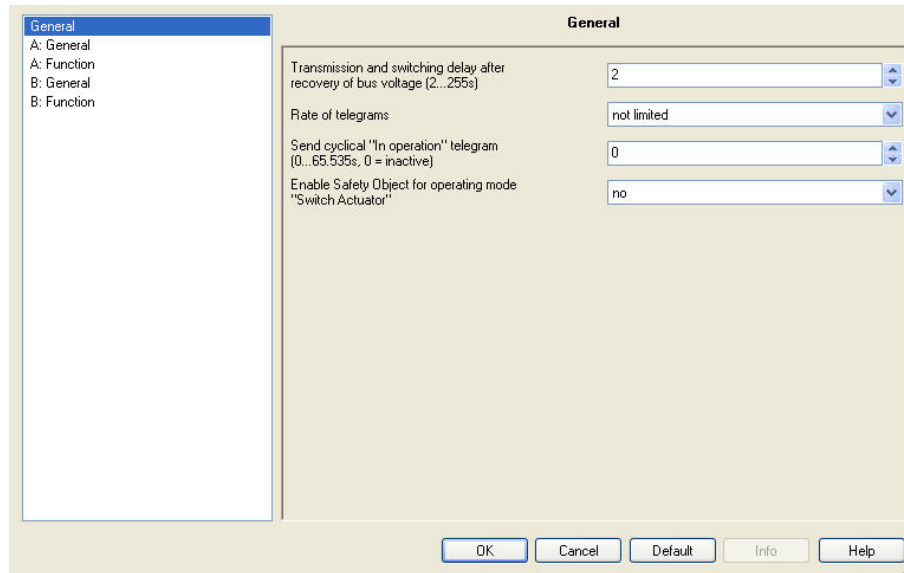 General
A: General
A: Function
B: General
B: Function
General
Transmission and switching delay after
recovery of bus voltage (2...255s)
2
Rate of telegrams
not limited
Send cyclical "In operation" telegram
(0...65.535s, 0 = inactive)
0
Enable Safety Object for operating mode
"Switch Actuator"
no
OK
Cancel
Default
Info
Help